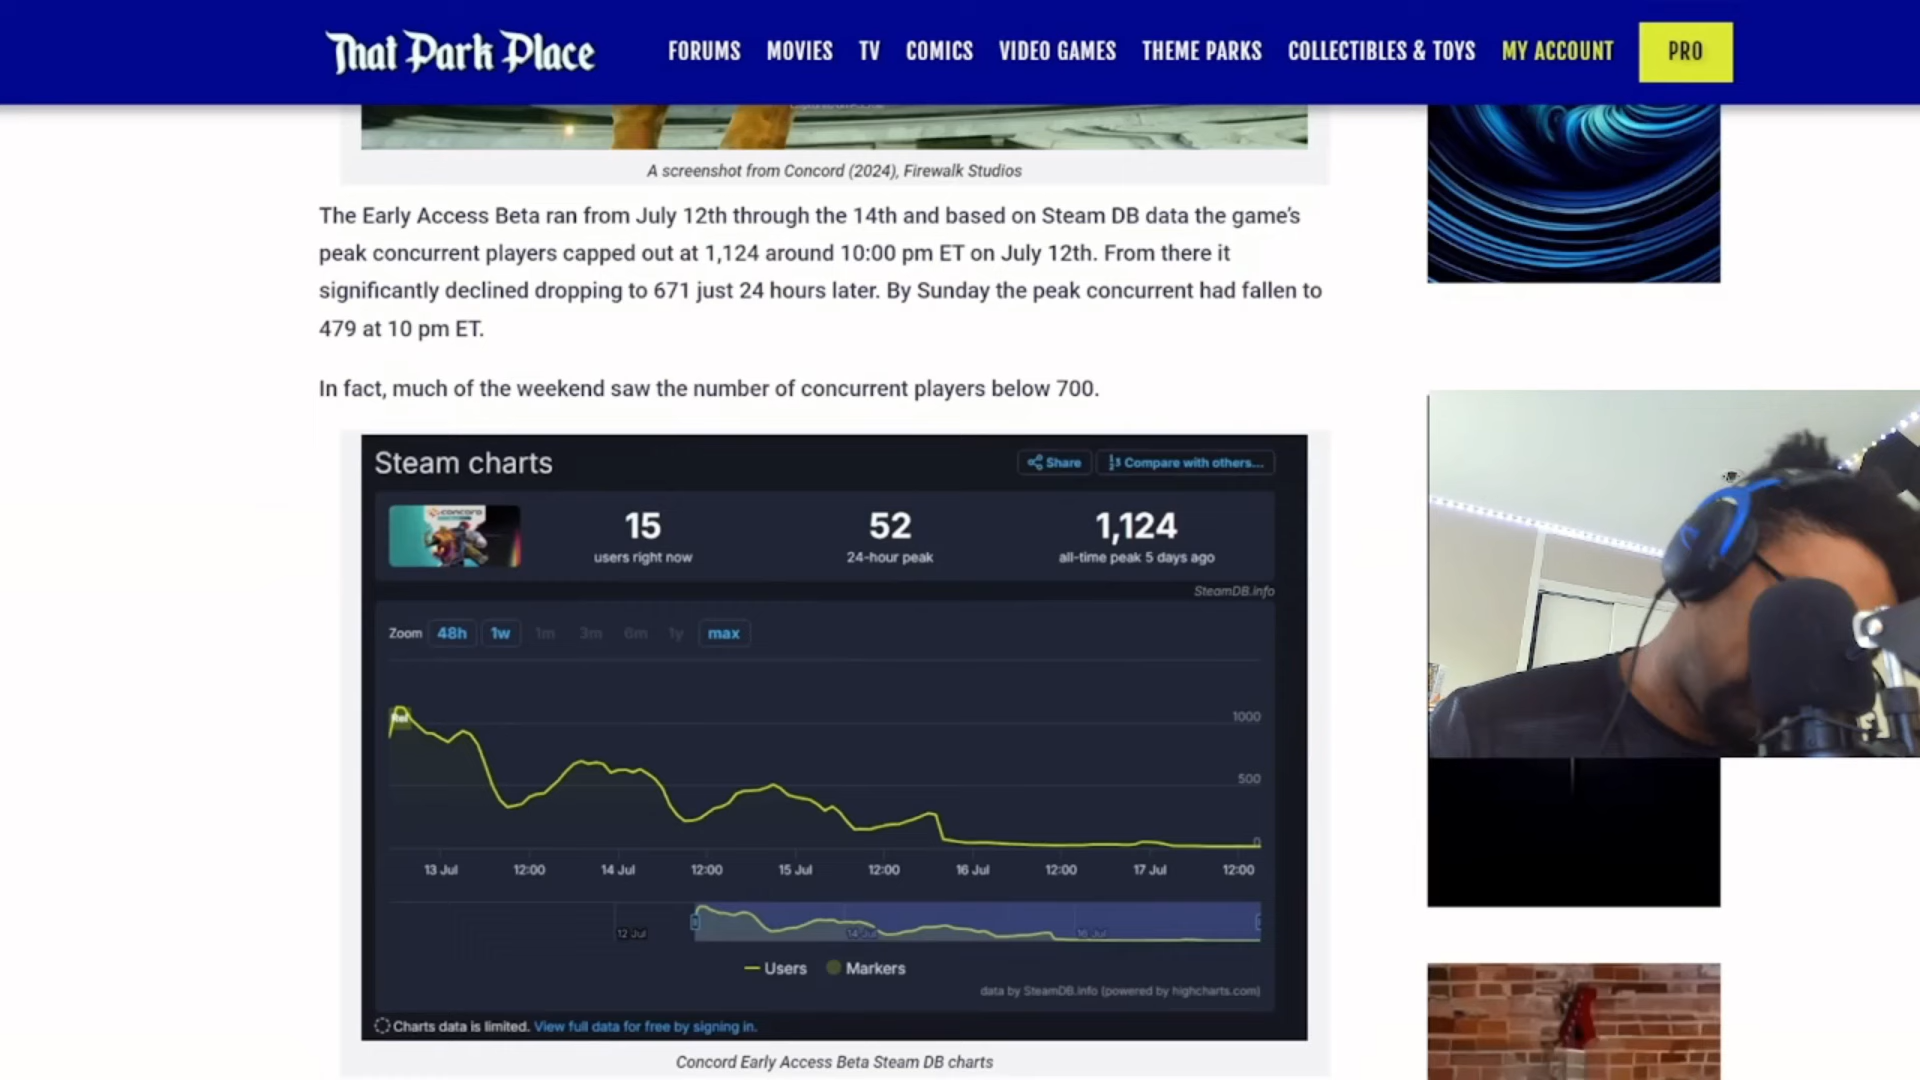 That Park Place
FORUMS MOVIES TV COMICS VIDEO GAMES THEME PARKS COLLECTIBLES & TOYS MY ACCOUNT PRO
A screenshot from Concord (2024), Firewalk Studios
The Early Access Beta ran from July 12th through the 14th and based on Steam DB data the game's
peak concurrent players capped out at 1,124 around 10:00 pm ET on July 12th. From there it
significantly declined dropping to 671 just 24 hours later. By Sunday the peak concurrent had fallen to
479 at 10 pm ET.
In fact, much of the weekend saw the number of concurrent players below 700.
Steam charts
Share
Compare with others...
CONCORD
15
users right now
52
24-hour peak
1,124
all-time peak 5 days ago
SteamDB.info
Zoom 48h 1w 1m 3m 6m 1y max
Rel
1000
500
0
13 Jul 12:00 14 Jul 12:00 15 Jul 12:00 16 Jul 12:00 17 Jul 12:00
12 Jul 14 Jul 16 Jul
Users Markers
data by SteamDB.info (powered by highcharts.com)
Charts data is limited. View full data for free by signing in.
Concord Early Access Beta Steam DB charts